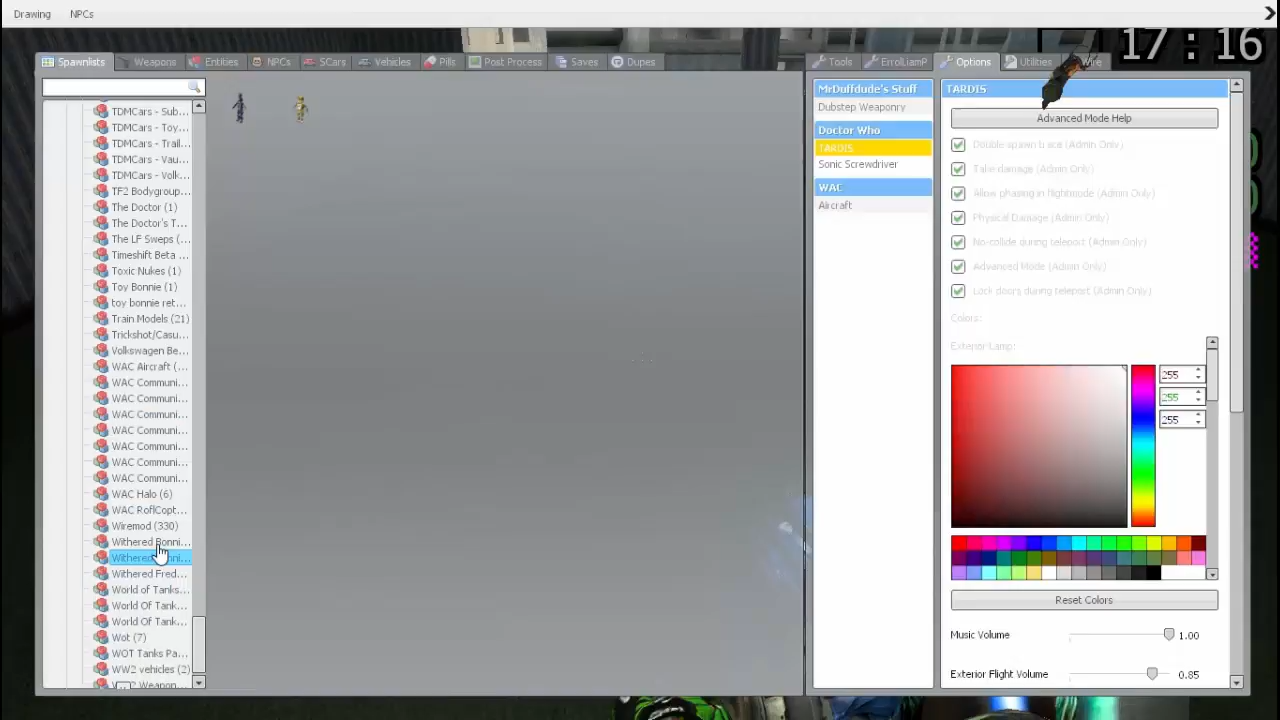 Drawing NPCs
17 : 16
Spawnlists Weapons Entities NPCs SCars Vehicles Pills Post Process Saves Dupes
Tools ErrolLiamP Options Utilities Wire
TDMCars - Sub...
TDMCars - Toy...
TDMCars - Trail...
TDMCars - Vau...
TDMCars - Volk...
TF2 Bodygroup...
The Doctor (1)
The Doctor's T...
The LF Sweps (...
Timeshift Beta ...
Toxic Nukes (1)
Toy Bonnie (1)
toy bonnie ret...
Train Models (21)
Trickshot/Casu...
Volkswagen Be...
WAC Aircraft (...
WAC Communi...
WAC Communi...
WAC Communi...
WAC Communi...
WAC Communi...
WAC Communi...
WAC Communi...
WAC Halo (6)
WAC RoflCopt...
Wiremod (330)
Withered Bonni...
Withered Bonni...
Withered Fred...
World of Tanks...
World Of Tank...
World Of Tank...
Wot (7)
WOT Tanks Pa...
WW2 vehicles (2)
MrDuffdude's Stuff
Dubstep Weaponry
Doctor Who
TARDIS
Sonic Screwdriver
WAC
Aircraft
TARDIS
Advanced Mode Help
Double spawn trace (Admin Only)
Take damage (Admin Only)
Allow phasing in flightmode (Admin Only)
Physical Damage (Admin Only)
No-collide during teleport (Admin Only)
Advanced Mode (Admin Only)
Lock doors during teleport (Admin Only)
Colors:
Exterior Lamp:
255
255
255
Reset Colors
Music Volume 1.00
Exterior Flight Volume 0.85